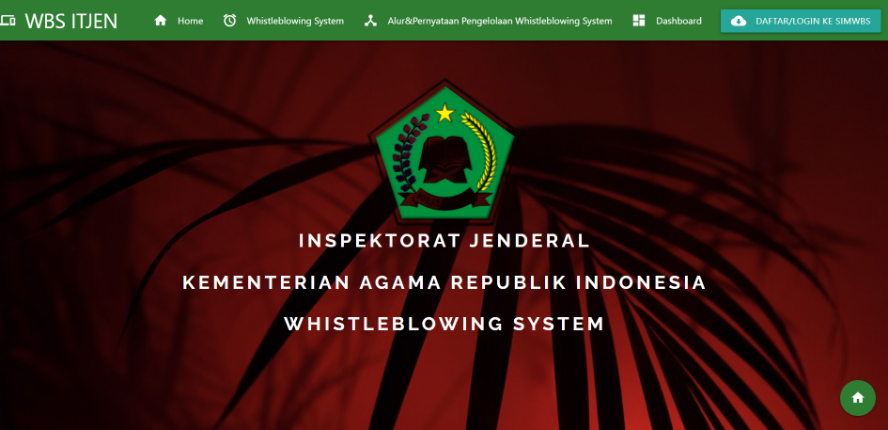 WBS ITJEN
Home
Whistleblowing System
Alur&Pernyataan Pengelolaan Whistleblowing System
Dashboard
DAFTAR/LOGIN KE SIMWBS
INSPEKTORAT JENDERAL
KEMENTERIAN AGAMA REPUBLIK INDONESIA
WHISTLEBLOWING SYSTEM